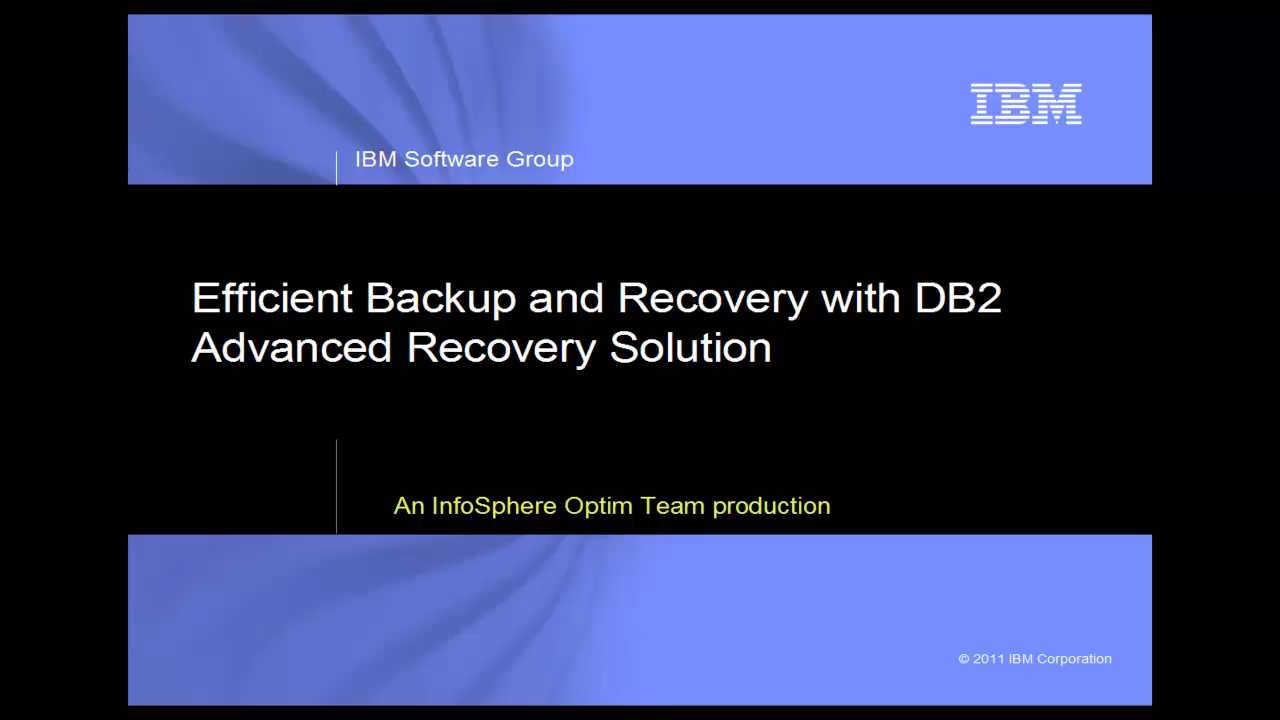 IBM
IBM Software Group
Efficient Backup and Recovery with DB2
Advanced Recovery Solution
An InfoSphere Optim Team production
© 2011 IBM Corporation